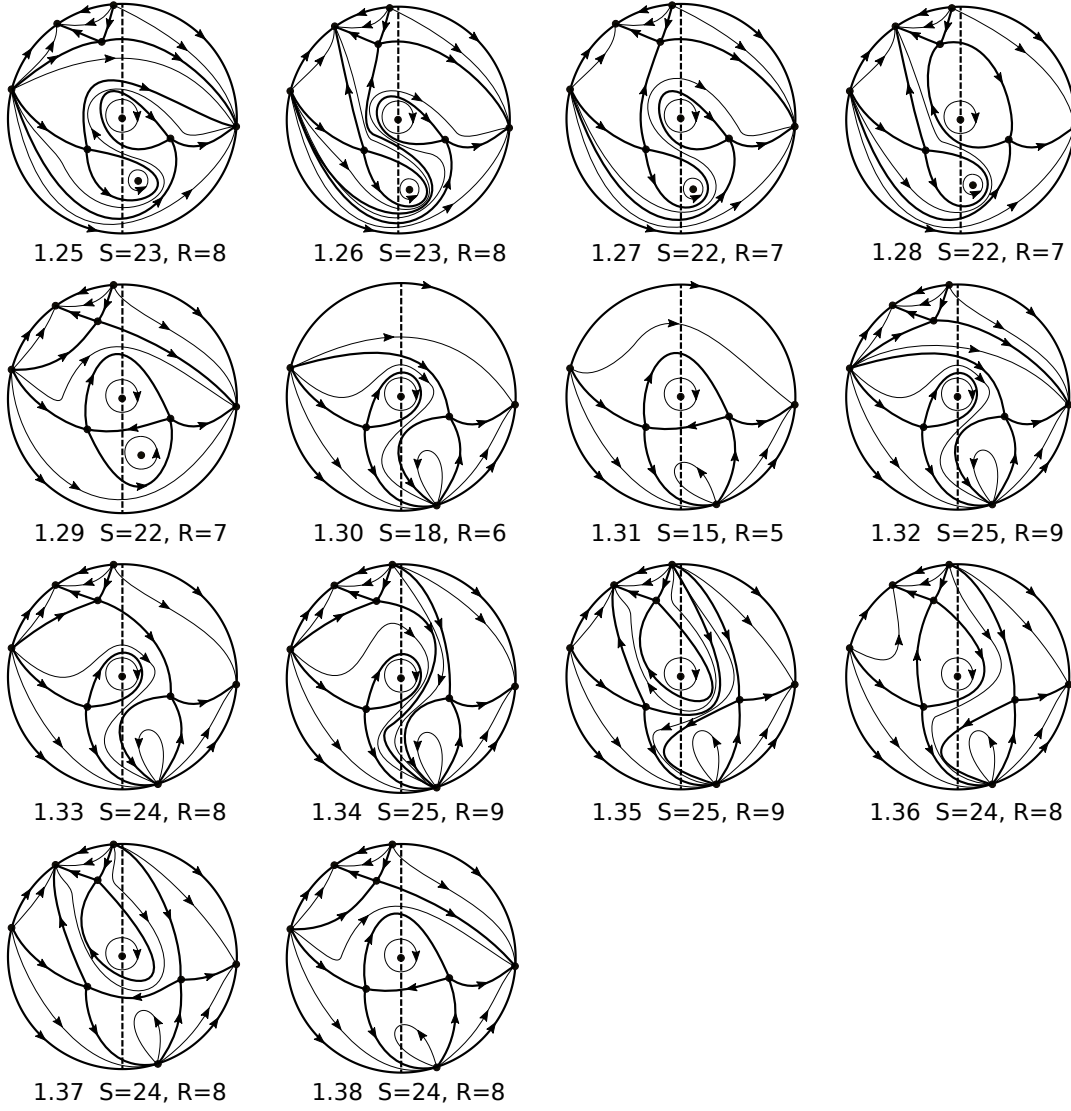 1.25 S=23, R=8 1.26 S=23, R=8 1.27 S=22, R=7 1.28 S=22, R=7
1.29 S=22, R=7 1.30 S=18, R=6 1.31 S=15, R=5 1.32 S=25, R=9
1.33 S=24, R=8 1.34 S=25, R=9 1.35 S=25, R=9 1.36 S=24, R=8
1.37 S=24, R=8 1.38 S=24, R=8